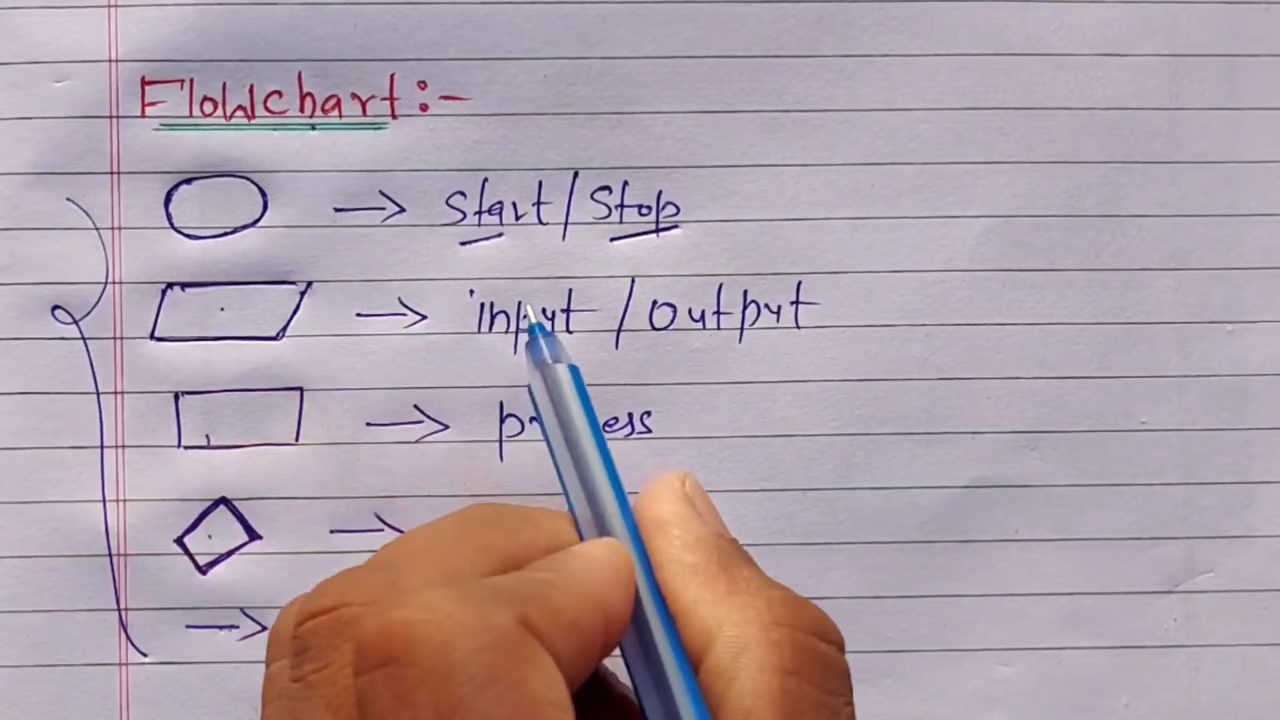 Flowchart:-
→ Start/Stop
→ input/output
→
→
→